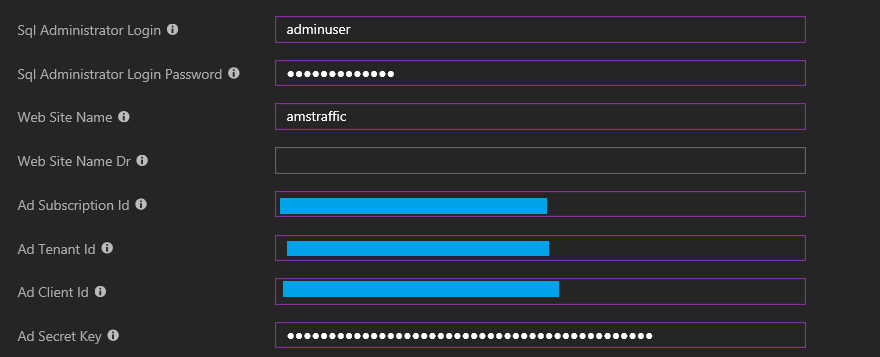 Sql Administrator Login
adminuser
Sql Administrator Login Password
●●●●●●●●●●●●●
Web Site Name
amstraffic
Web Site Name Dr
Ad Subscription Id
Ad Tenant Id
Ad Client Id
Ad Secret Key